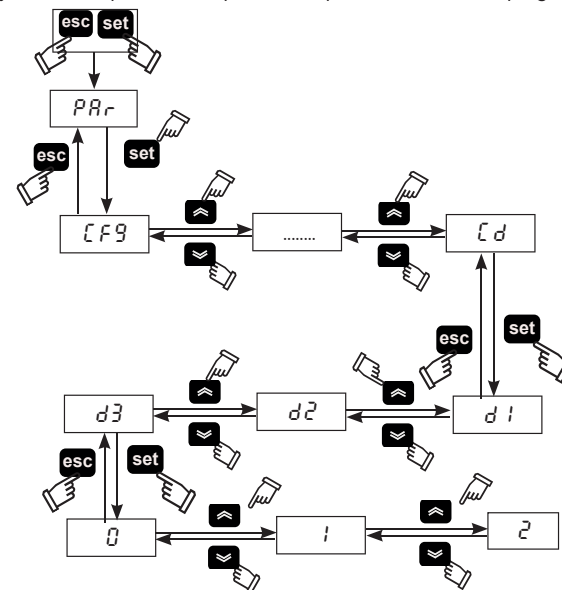 esc set
PAr
esc set
CF9 ........ Cd
esc set
d3 d2 d1
esc set
0 1 2